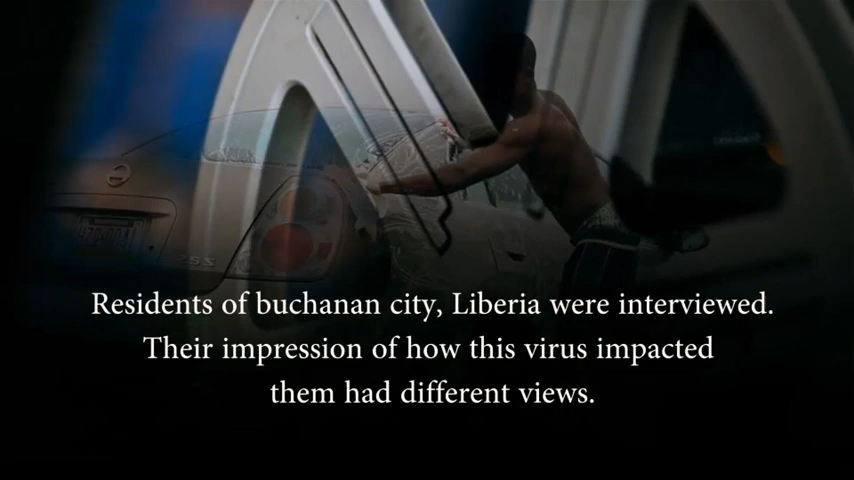 Residents of buchanan city, Liberia were interviewed.
Their impression of how this virus impacted
them had different views.